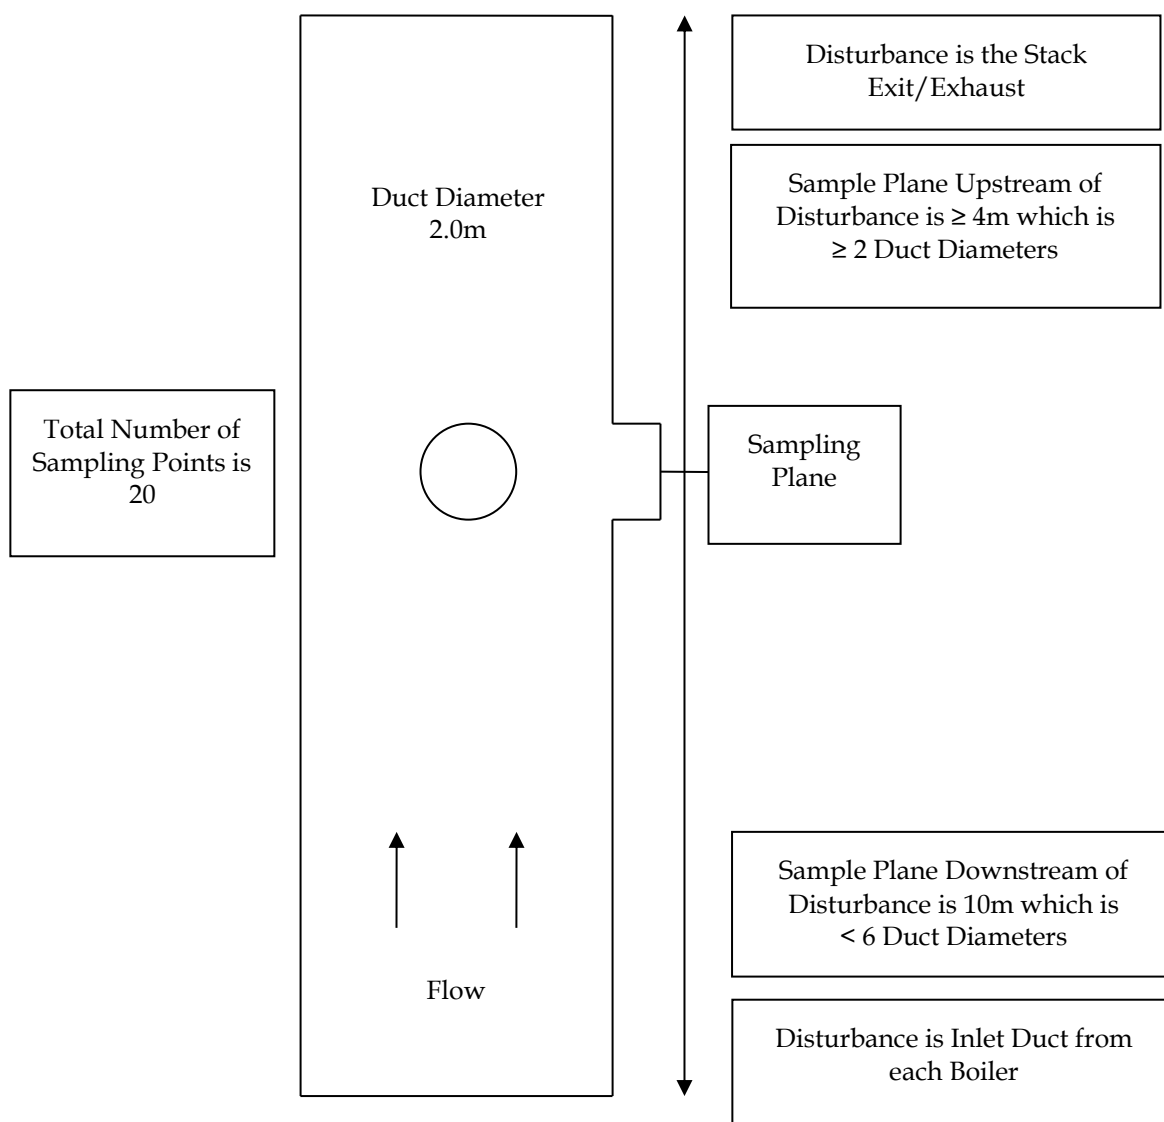 Disturbance is the Stack
Exit/Exhaust
Duct Diameter
2.0m
Sample Plane Upstream of
Disturbance is ≥ 4m which is
≥ 2 Duct Diameters
Total Number of
Sampling Points is
20
Sampling
Plane
Sample Plane Downstream of
Disturbance is 10m which is
< 6 Duct Diameters
Flow
Disturbance is Inlet Duct from
each Boiler